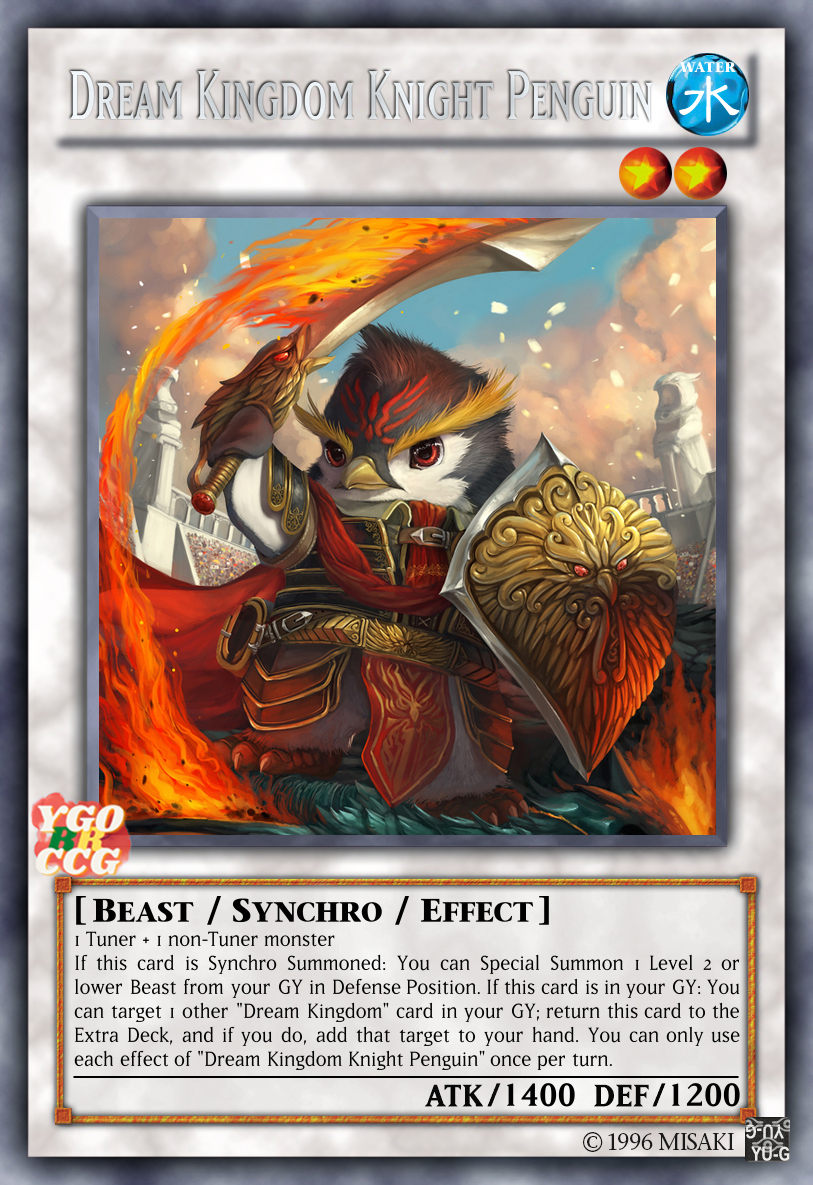 Dream Kingdom Knight Penguin
WATER
水
YGO
BR
CCG
[ Beast / Synchro / Effect ]
1 Tuner + 1 non-Tuner monster
If this card is Synchro Summoned: You can Special Summon 1 Level 2 or
lower Beast from your GY in Defense Position. If this card is in your GY: You
can target 1 other "Dream Kingdom" card in your GY; return this card to the
Extra Deck, and if you do, add that target to your hand. You can only use
each effect of "Dream Kingdom Knight Penguin" once per turn.
ATK/1400 DEF/1200
© 1996 MISAKI
YU-G